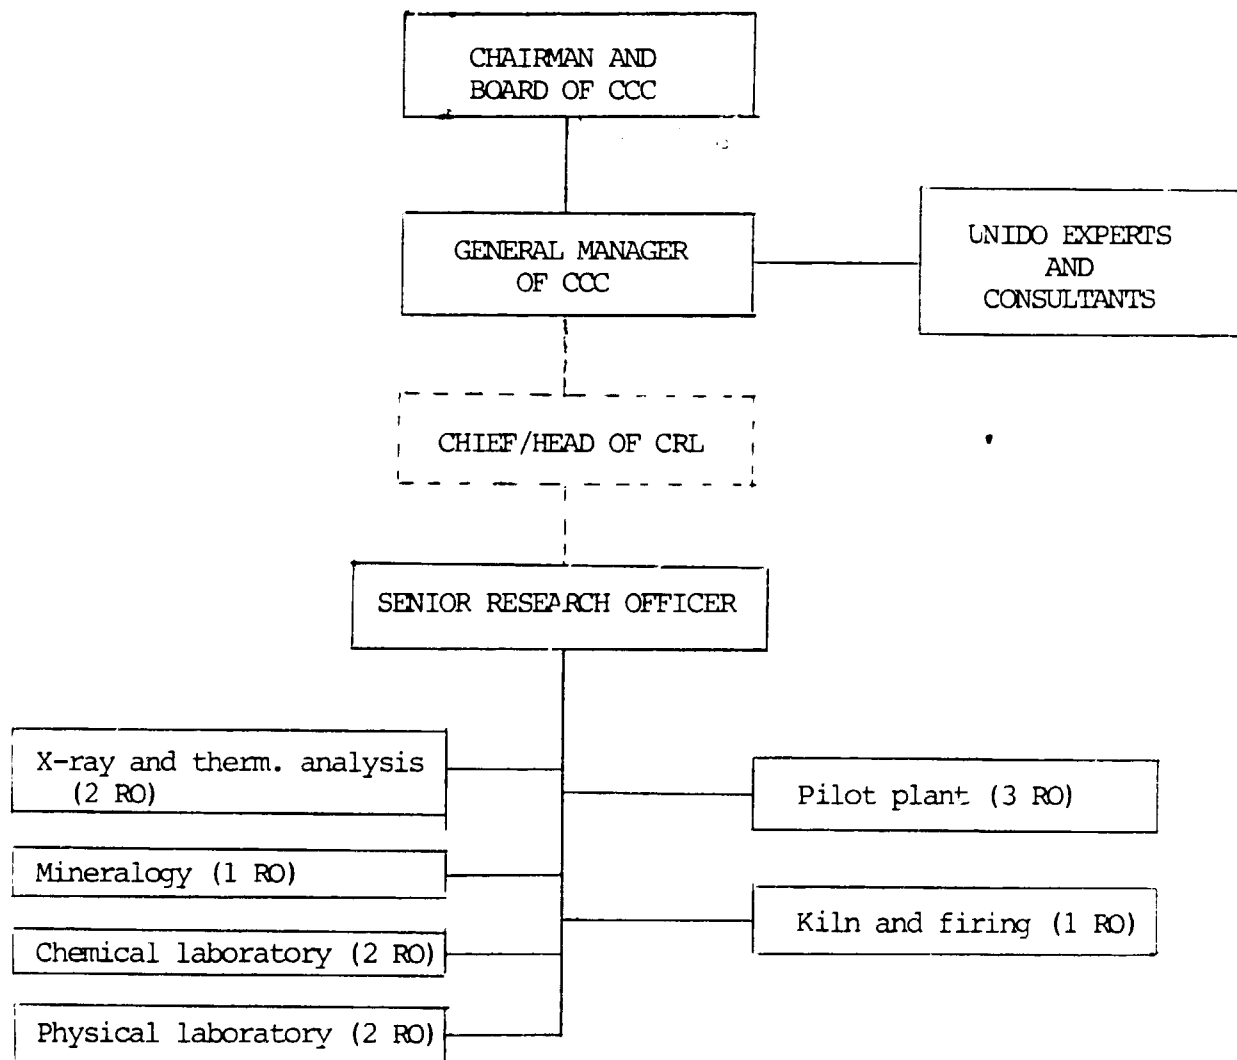 CHAIRMAN AND
BOARD OF CCC
GENERAL MANAGER
OF CCC
UNIDO EXPERTS
AND
CONSULTANTS
CHIEF/HEAD OF CRL
SENIOR RESEARCH OFFICER
X-ray and therm. analysis
(2 RO)
Mineralogy (1 RO)
Chemical laboratory (2 RO)
Physical laboratory (2 RO)
Pilot plant (3 RO)
Kiln and firing (1 RO)